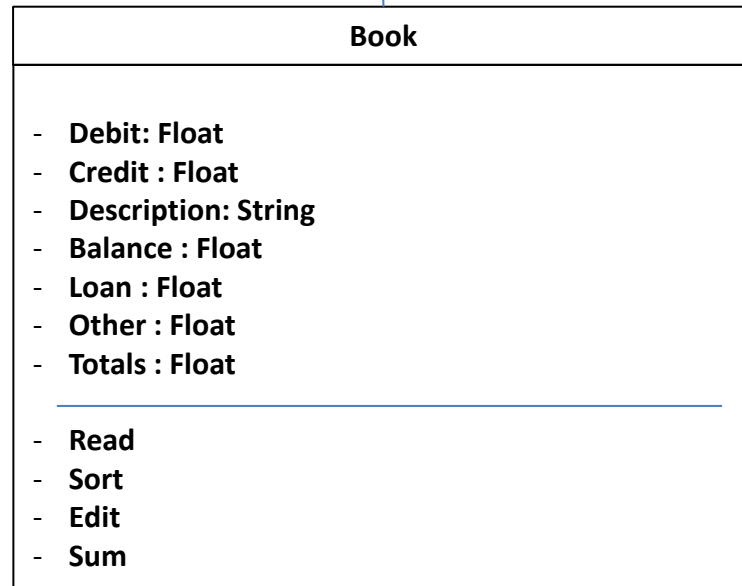 Book
- Debit: Float
- Credit : Float
- Description: String
- Balance : Float
- Loan : Float
- Other : Float
- Totals : Float
- Read
- Sort
- Edit
- Sum